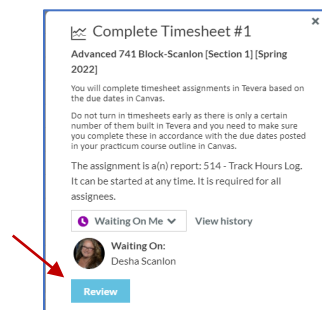 Complete Timesheet #1
Advanced 741 Block-Scanlon [Section 1] [Spring
2022]
You will complete timesheet assignments in Tevera based on
the due dates in Canvas.
Do not turn in timesheets early as there is only a certain
number of them built in Tevera and you need to make sure
you complete these in accordance with the due dates posted
in your practicum course outline in Canvas.
The assignment is a(n) report: 514 - Track Hours Log.
It can be started at any time. It is required for all
assignees.
Waiting On Me View history
Waiting On:
Desha Scanlon
Review